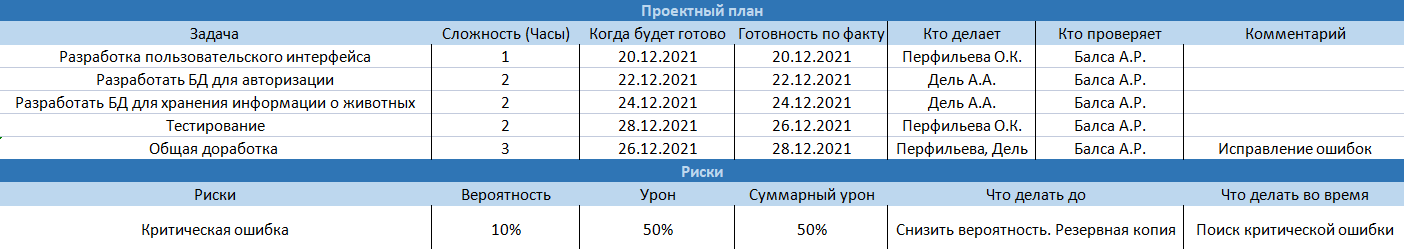 Проектный план
Задача Сложность (Часы) Когда будет готово Готовность по факту Кто делает Кто проверяет Комментарий
Разработка пользовательского интерфейса 1 20.12.2021 20.12.2021 Перфильева О.К. Балса А.Р.
Разработать БД для авторизации 2 22.12.2021 22.12.2021 Дель А.А. Балса А.Р.
Разработать БД для хранения информации о животных 2 24.12.2021 24.12.2021 Дель А.А. Балса А.Р.
Тестирование 2 28.12.2021 26.12.2021 Перфильева О.К. Балса А.Р.
Общая доработка 3 26.12.2021 28.12.2021 Перфильева, Дель Балса А.Р. Исправление ошибок
Риски
Риски Вероятность Урон Суммарный урон Что делать до Что делать во время
Критическая ошибка 10% 50% 50% Снизить вероятность. Резервная копия Поиск критической ошибки